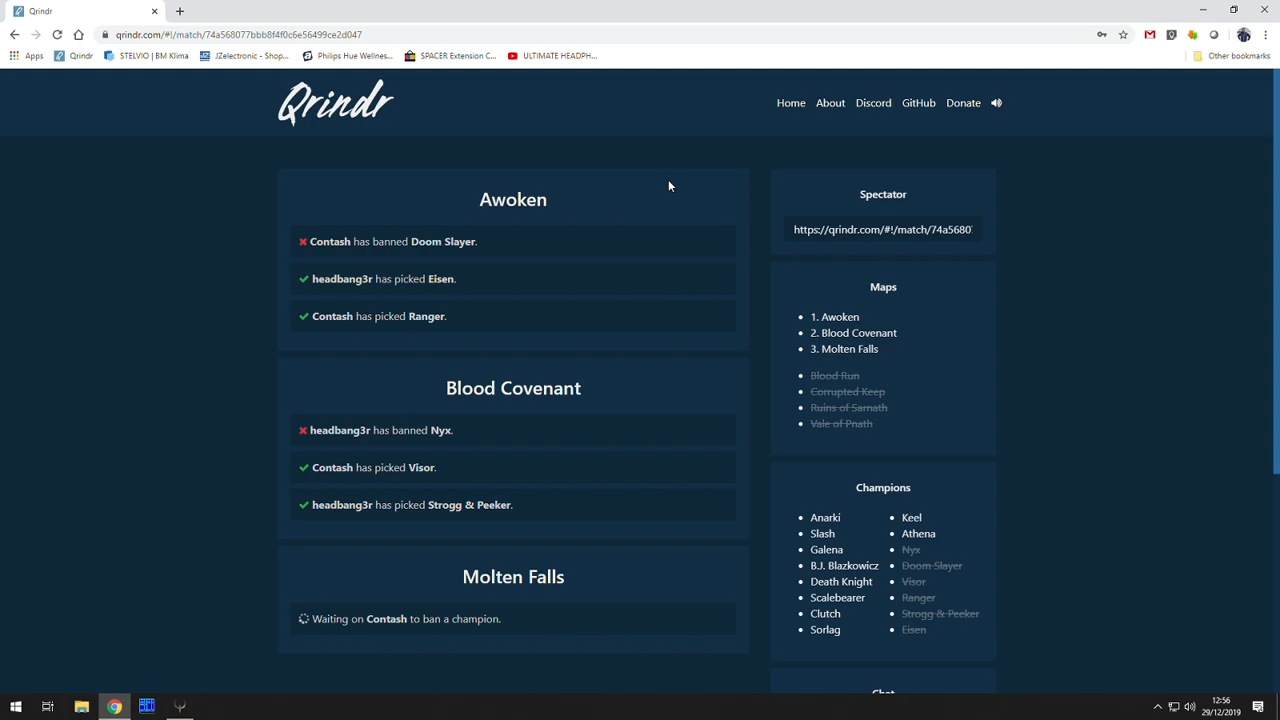 Qrindr
qrindr.com/#!/match/74a568077bbb8f4f0c6e56499ce2d047
Apps Qrindr STELVIO | BM Klima JZelectronic - Shop... Philips Hue Wellnes... SPACER Extension C... ULTIMATE HEADPH... Other bookmarks
Qrindr
Home About Discord GitHub Donate
Awoken
Contash has banned Doom Slayer.
headbang3r has picked Eisen.
Contash has picked Ranger.
Blood Covenant
headbang3r has banned Nyx.
Contash has picked Visor.
headbang3r has picked Strogg & Peeker.
Molten Falls
Waiting on Contash to ban a champion.
Spectator
https://qrindr.com/#!/match/74a5680
Maps
1. Awoken
2. Blood Covenant
3. Molten Falls
Blood Run
Corrupted Keep
Ruins of Sarnath
Vale of Pnath
Champions
Anarki
Slash
Galena
B.J. Blazkowicz
Death Knight
Scalebearer
Clutch
Sorlag
Keel
Athena
Nyx
Doom Slayer
Visor
Ranger
Strogg & Peeker
Eisen
Chat
12:56
29/12/2019